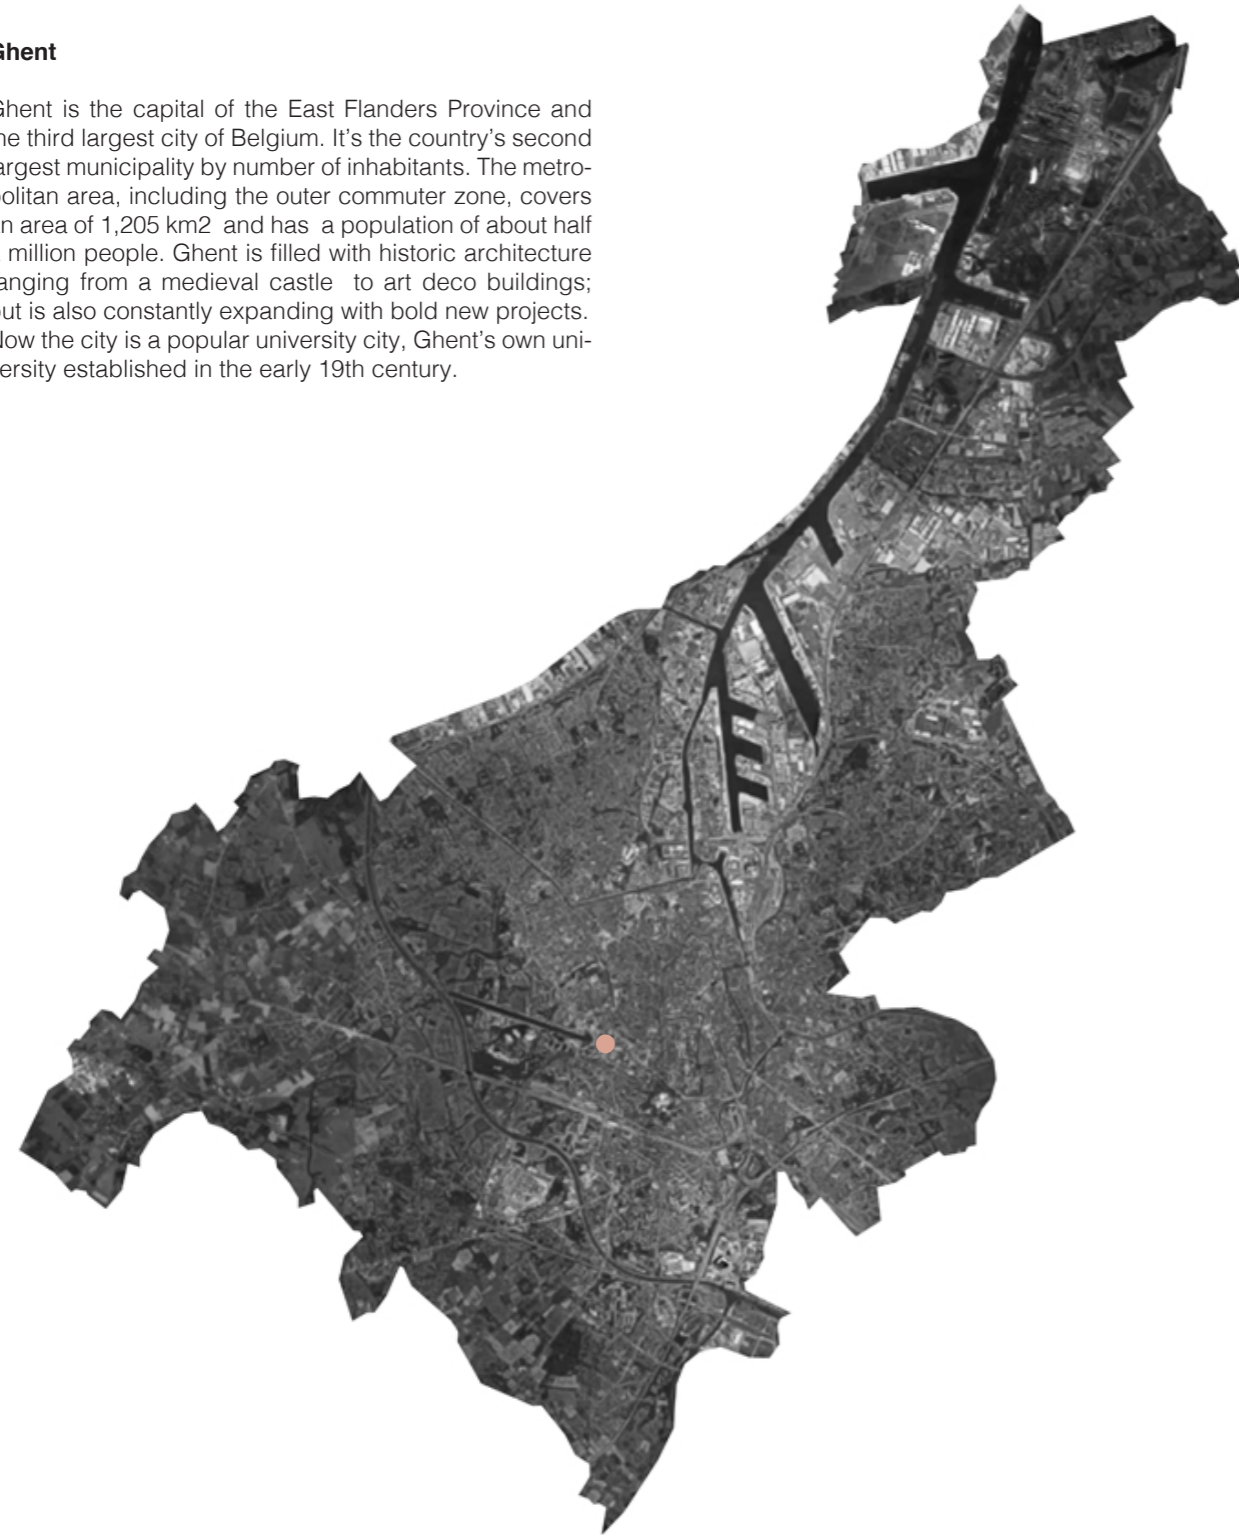 Ghent
Ghent is the capital of the East Flanders Province and
he third largest city of Belgium. It’s the country’s second
argest municipality by number of inhabitants. The metro-
politan area, including the outer commuter zone, covers
n area of 1,205 km2 and has a population of about half
million people. Ghent is filled with historic architecture
anging from a medieval castle to art deco buildings;
but is also constantly expanding with bold new projects.
Now the city is a popular university city, Ghent’s own uni-
ersity established in the early 19th century.